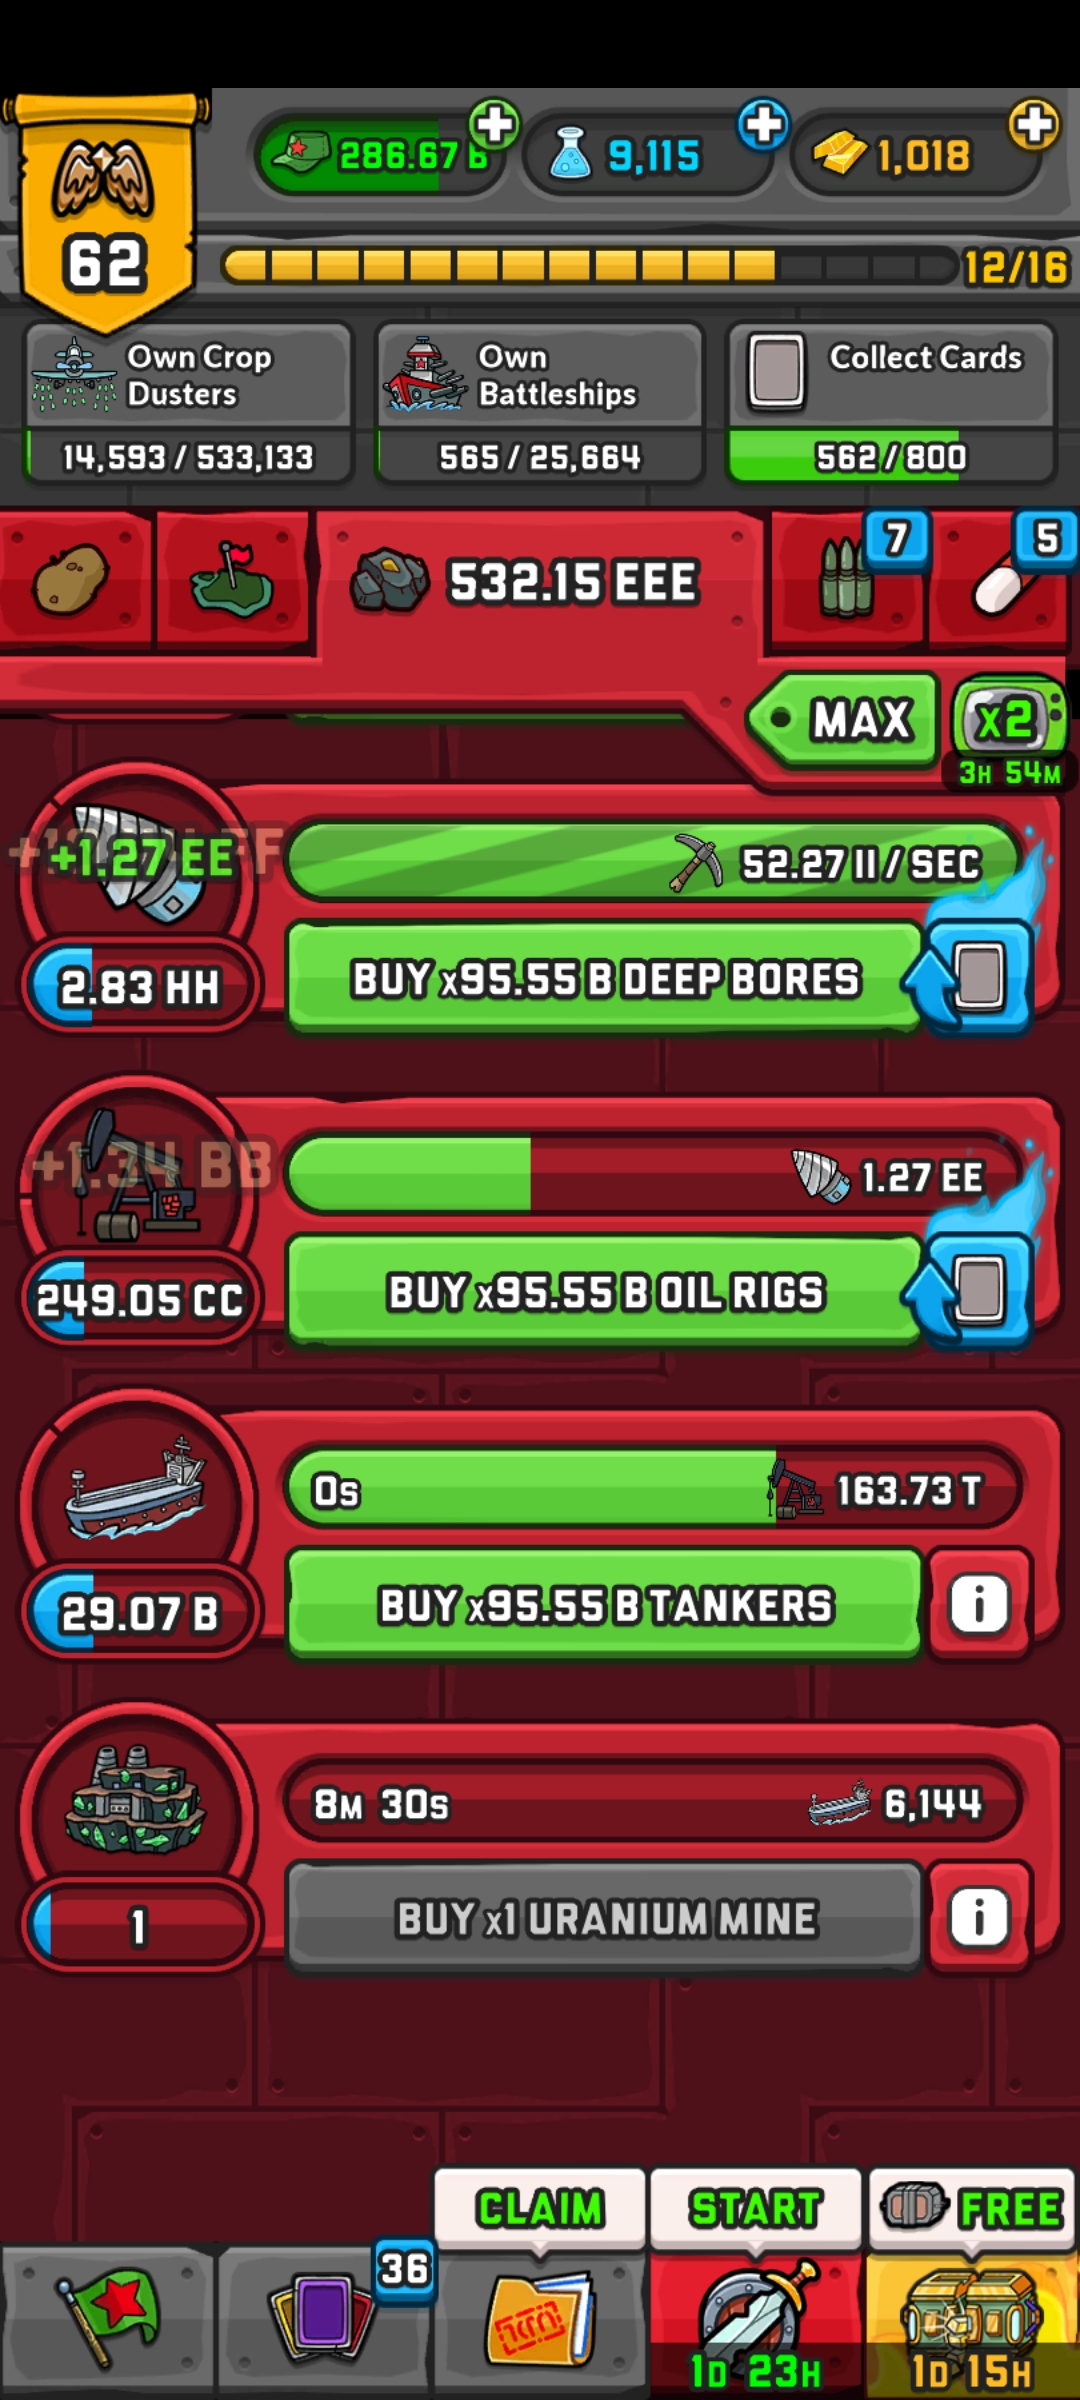 286.67 B
9,115
1,018
62
12/16
Own Crop
Dusters
14,593 / 533,133
Own
Battleships
565 / 25,664
Collect Cards
562 / 800
532.15 EEE
7
5
MAX
x2
3H 54M
+1.27 EE
52.27 II / SEC
2.83 HH
BUY x95.55 B DEEP BORES
+1.34 BB
1.27 EE
249.05 CC
BUY x95.55 B OIL RIGS
0s
163.73 T
29.07 B
BUY x95.55 B TANKERS
i
8M 30s
6,144
1
BUY x1 URANIUM MINE
i
CLAIM
START
FREE
36
1D 23H
1D 15H